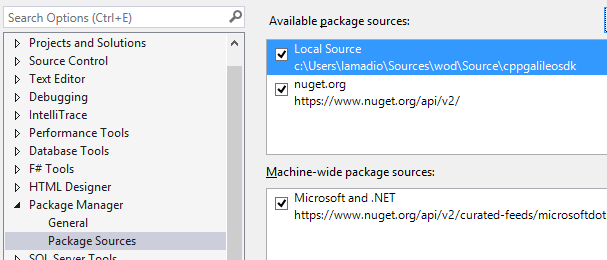 Search Options (Ctrl+E)
Projects and Solutions
Source Control
Text Editor
Debugging
IntelliTrace
Performance Tools
Database Tools
F# Tools
HTML Designer
Package Manager
General
Package Sources
SQL Server Tools
Available package sources:
Local Source
c:\Users\lamadio\Sources\wod\Source\cppgalileosdk
nuget.org
https://www.nuget.org/api/v2/
Machine-wide package sources:
Microsoft and .NET
https://www.nuget.org/api/v2/curated-feeds/microsoftdot